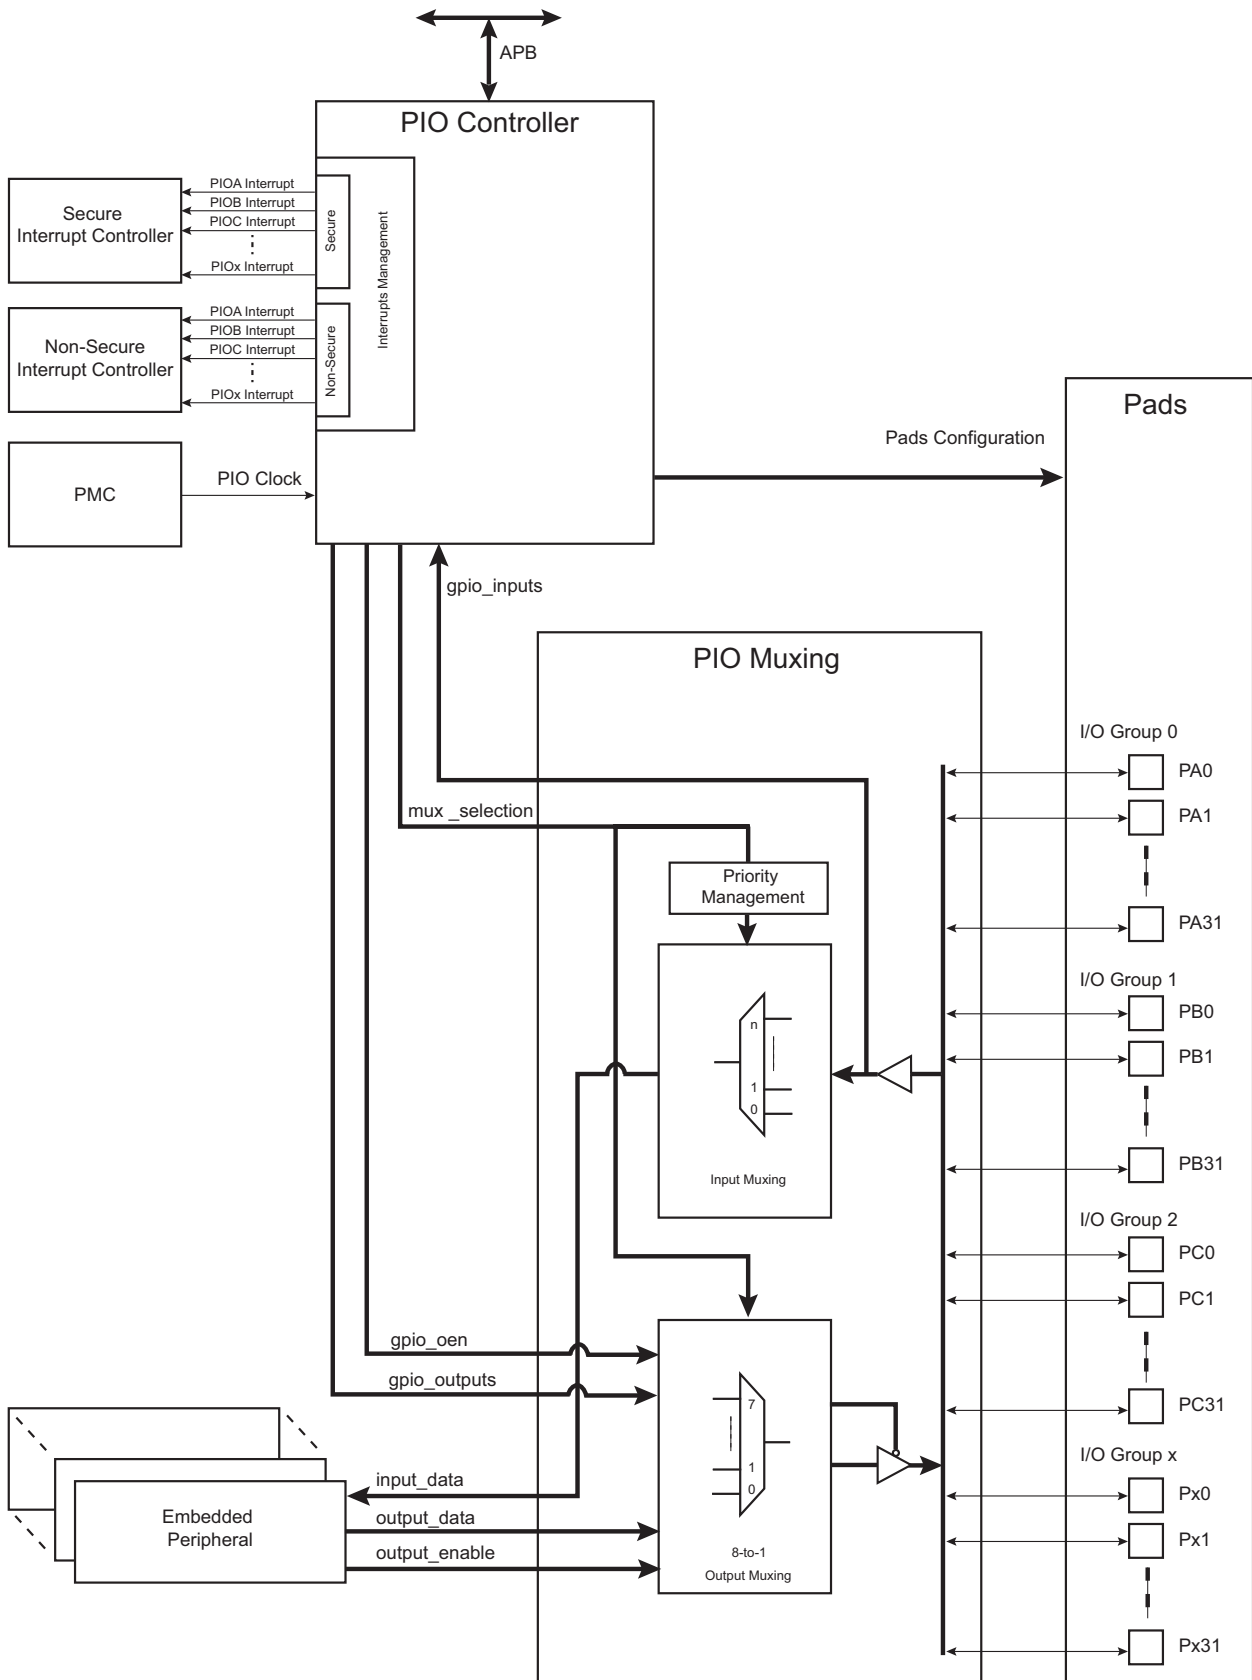 APB
PIO Controller
Secure
Interrupt Controller
PIOA Interrupt
PIOB Interrupt
PIOC Interrupt
PIOx Interrupt
Secure
Interrupts Management
Non-Secure
Interrupt Controller
PIOA Interrupt
PIOB Interrupt
PIOC Interrupt
PIOx Interrupt
Non-Secure
PMC
PIO Clock
Pads Configuration
Pads
gpio_inputs
PIO Muxing
mux _selection
Priority
Management
n
1
0
Input Muxing
gpio_oen
gpio_outputs
7
1
0
8-to-1
Output Muxing
input_data
output_data
output_enable
Embedded
Peripheral
I/O Group 0
PA0
PA1
PA31
I/O Group 1
PB0
PB1
PB31
I/O Group 2
PC0
PC1
PC31
I/O Group x
Px0
Px1
Px31